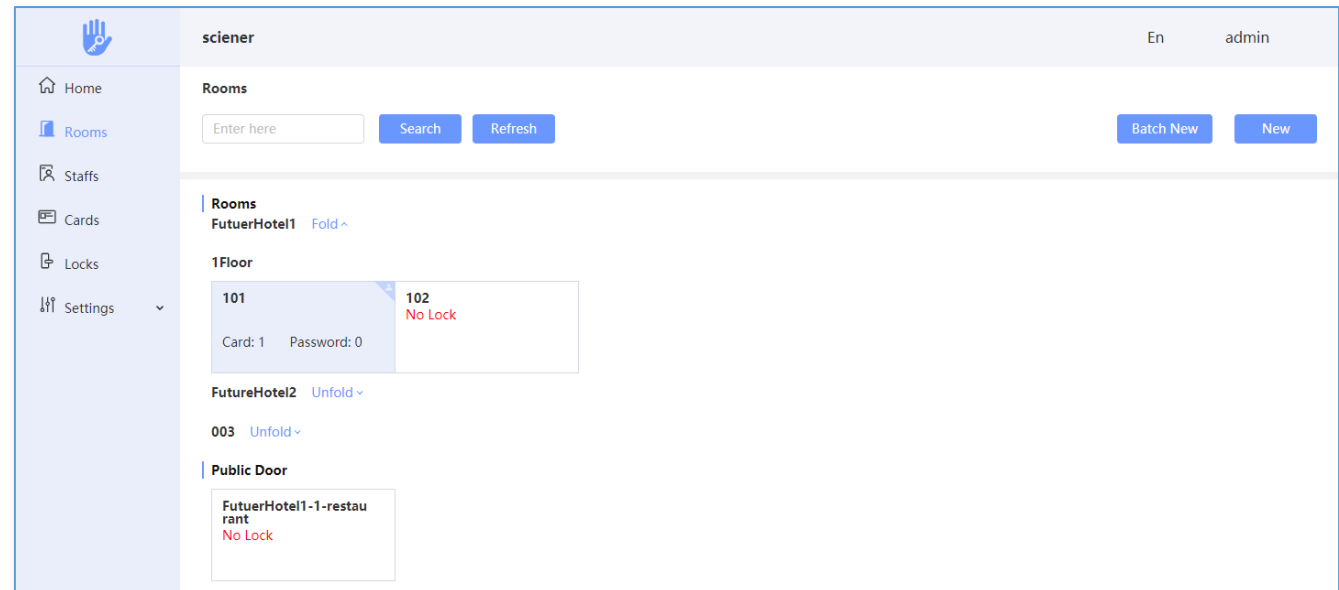 sciener En admin
Home
Rooms
Staffs
Cards
Locks
Settings
Rooms
Enter here Search Refresh Batch New New
Rooms
FutuerHotel1 Fold
1Floor
101
Card: 1 Password: 0
102
No Lock
FutureHotel2 Unfold
003 Unfold
Public Door
FutuerHotel1-1-restau
rant
No Lock